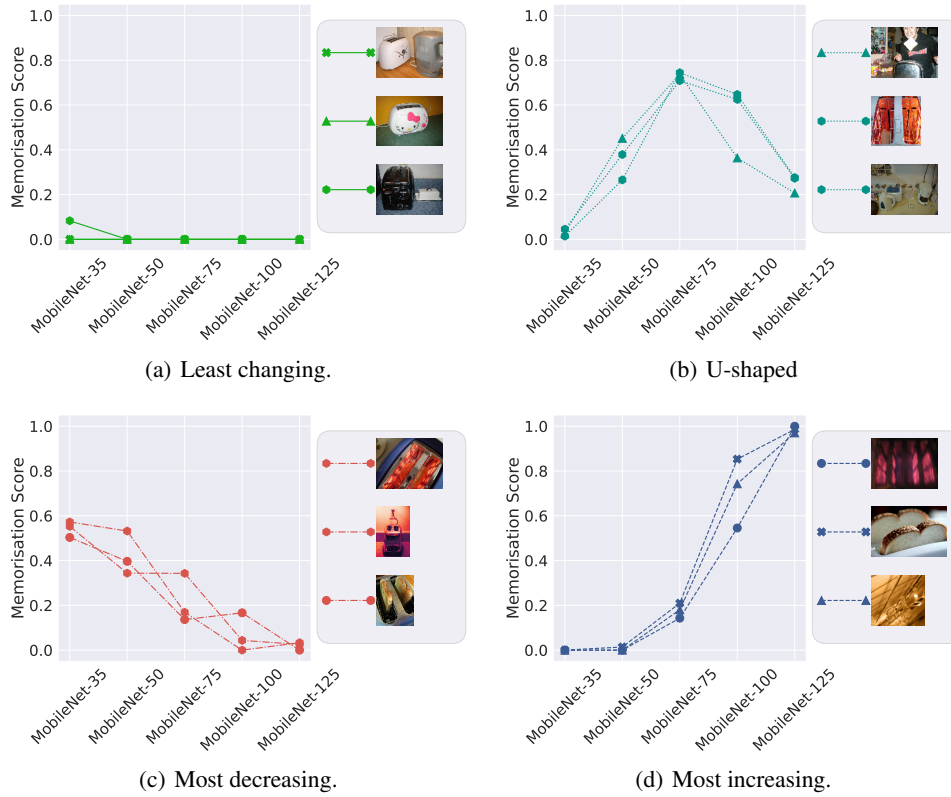 1.0
0.8
0.6
0.4
0.2
0.0
Memorisation Score
MobileNet-35
MobileNet-50
MobileNet-75
MobileNet-100
MobileNet-125
(a) Least changing.
1.0
0.8
0.6
0.4
0.2
0.0
Memorisation Score
MobileNet-35
MobileNet-50
MobileNet-75
MobileNet-100
MobileNet-125
(b) U-shaped
1.0
0.8
0.6
0.4
0.2
0.0
Memorisation Score
MobileNet-35
MobileNet-50
MobileNet-75
MobileNet-100
MobileNet-125
(c) Most decreasing.
1.0
0.8
0.6
0.4
0.2
0.0
Memorisation Score
MobileNet-35
MobileNet-50
MobileNet-75
MobileNet-100
MobileNet-125
(d) Most increasing.